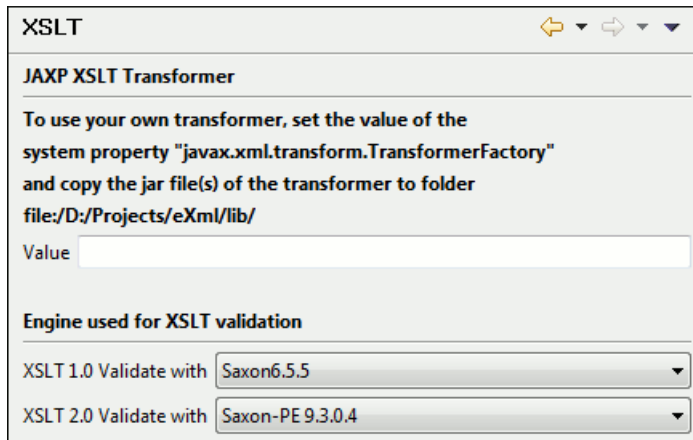 XSLT
JAXP XSLT Transformer
To use your own transformer, set the value of the
system property "javax.xml.transform.TransformerFactory"
and copy the jar file(s) of the transformer to folder
file:/D:/Projects/eXml/lib/
Value
Engine used for XSLT validation
XSLT 1.0 Validate with Saxon6.5.5
XSLT 2.0 Validate with Saxon-PE 9.3.0.4